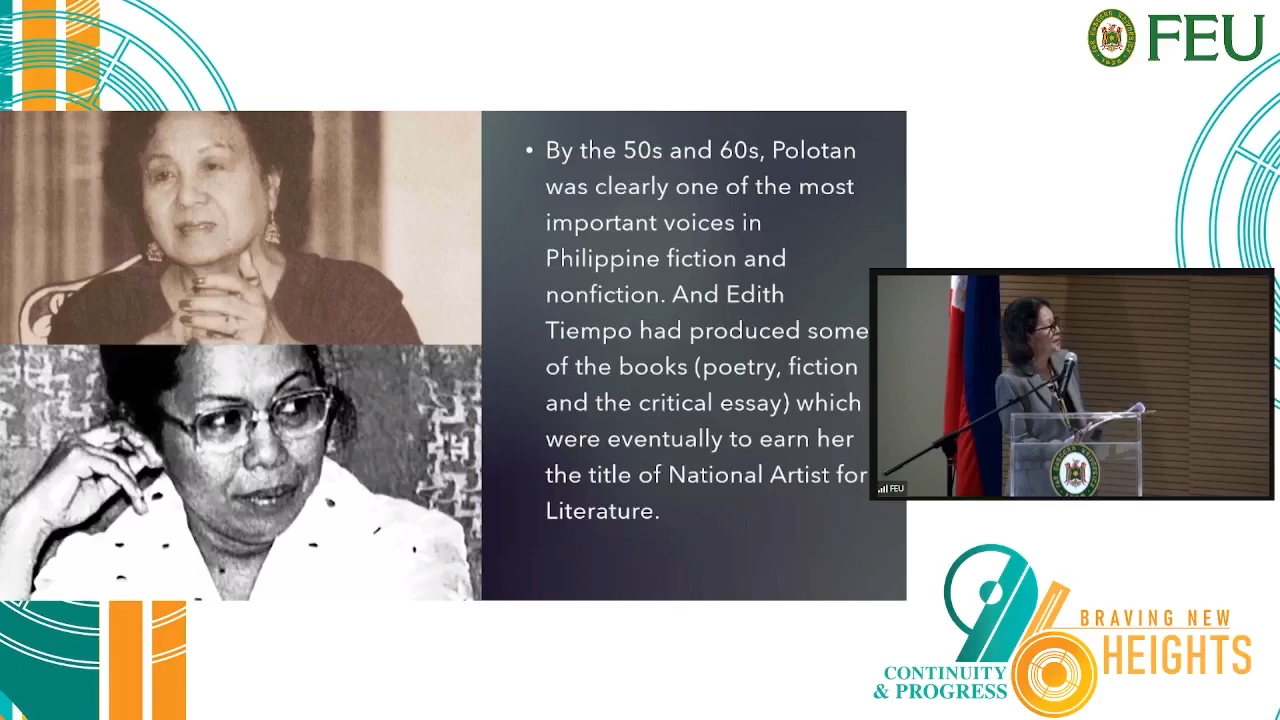 FEU
• By the 50s and 60s, Polotan
was clearly one of the most
important voices in
Philippine fiction and
nonfiction. And Edith
Tiempo had produced some
of the books (poetry, fiction
and the critical essay) which
were eventually to earn her
the title of National Artist for
Literature.
FEU
96
BRAVING NEW
HEIGHTS
CONTINUITY
& PROGRESS